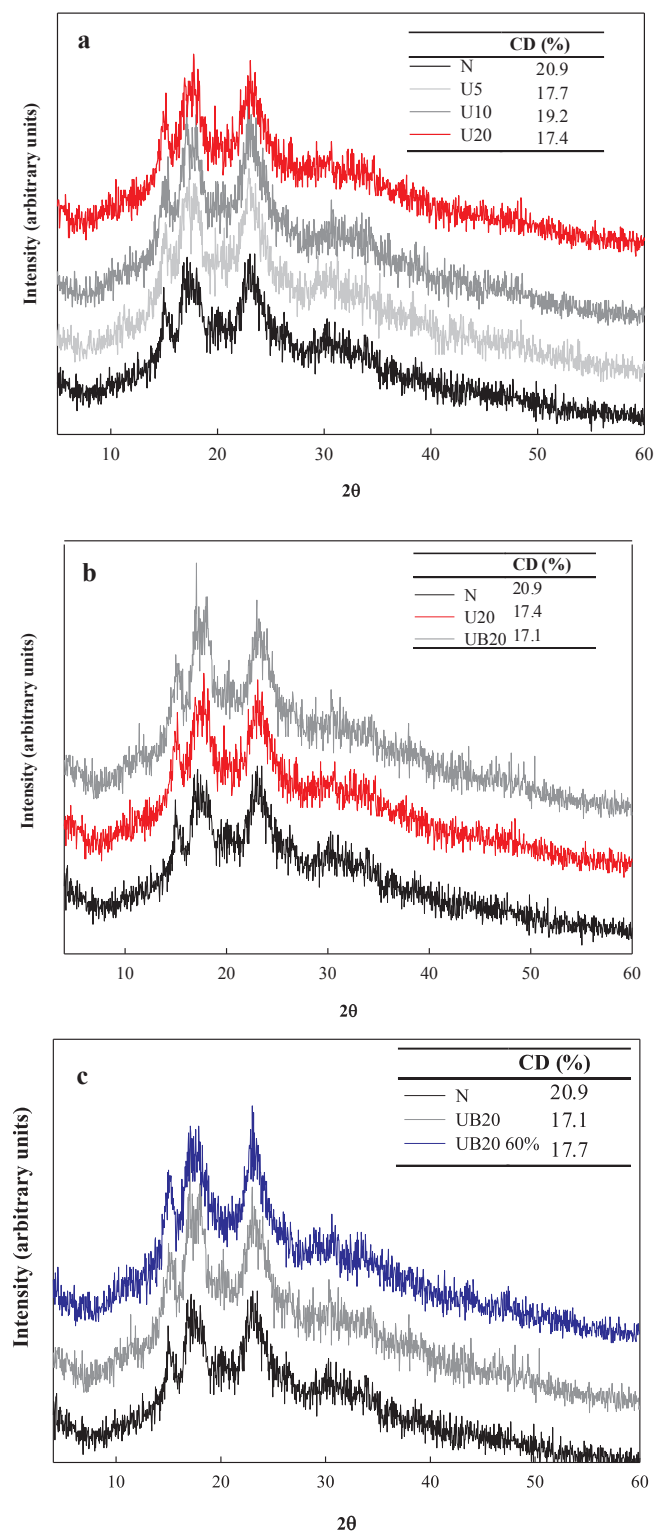 a
CD (%)
N 20.9
U5 17.7
U10 19.2
U20 17.4
Intensity (arbitrary units)
10 20 30 40 50 60
2θ
b
CD (%)
N 20.9
U20 17.4
UB20 17.1
Intensity (arbitrary units)
10 20 30 40 50 60
2θ
c
CD (%)
N 20.9
UB20 17.1
UB20 60% 17.7
Intensity (arbitrary units)
10 20 30 40 50 60
2θ